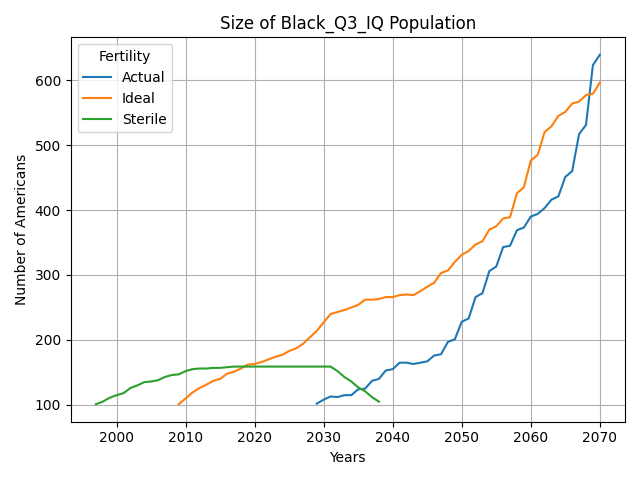 Size of Black_Q3_IQ Population
Fertility
Actual
Ideal
Sterile
Number of Americans
600
500
400
300
200
100
2000
2010
2020
2030
2040
2050
2060
2070
Years